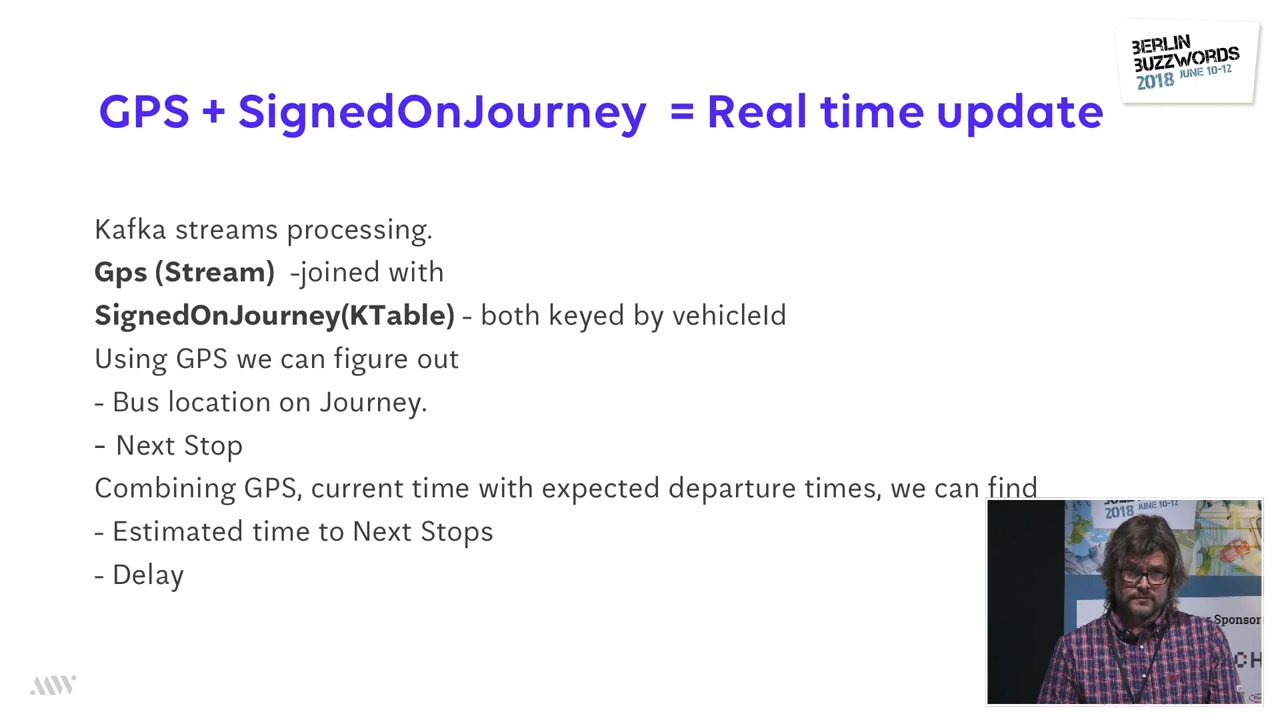 BERLIN
BUZZWORDS
2018 JUNE 10-12
GPS + SignedOnJourney = Real time update
Kafka streams processing.
Gps (Stream) -joined with
SignedOnJourney(KTable) - both keyed by vehicleId
Using GPS we can figure out
- Bus location on Journey.
- Next Stop
Combining GPS, current time with expected departure times, we can find
- Estimated time to Next Stops
- Delay
2018 JUNE 10-12
Sponsor
CH